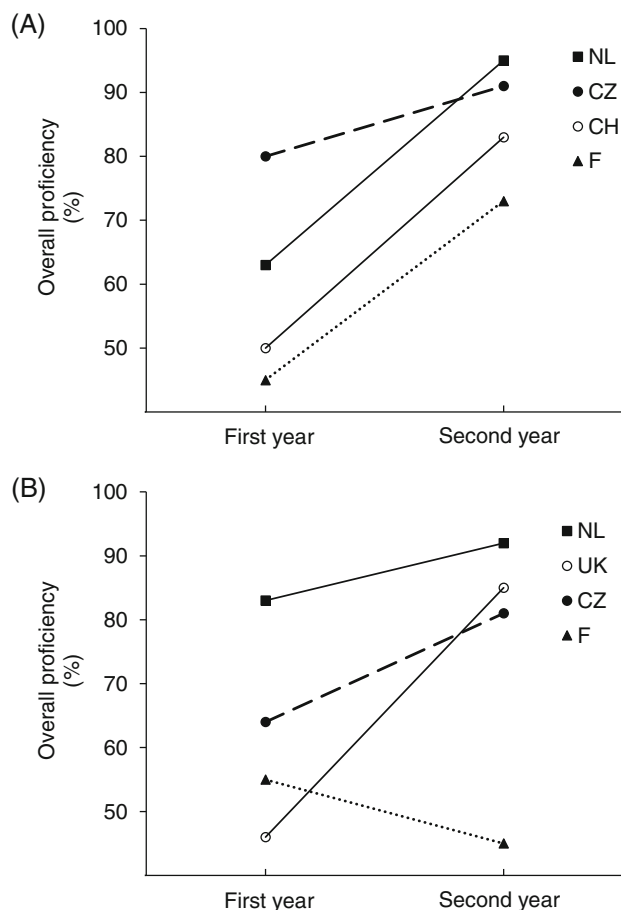 (A)
100
90
80
70
60
50
Overall proficiency
(%)
First year
Second year
NL
CZ
CH
F
(B)
100
90
80
70
60
50
Overall proficiency
(%)
First year
Second year
NL
UK
CZ
F